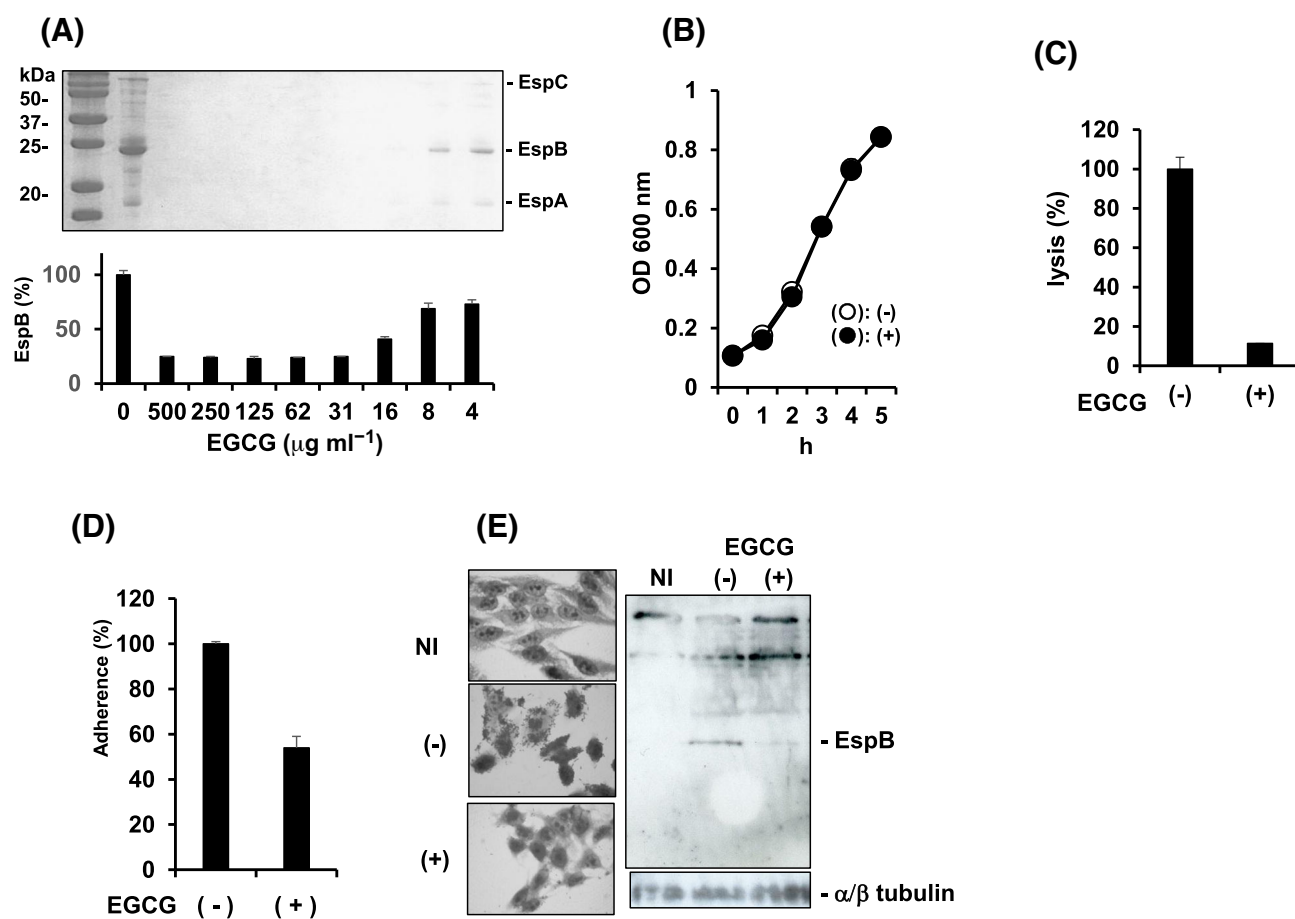 (A)
kDa
50-
37-
25-
20-
- EspC
- EspB
- EspA
EspB (%)
100
50
0
0 500 250 125 62 31 16 8 4
EGCG (μg ml⁻¹)
(B)
OD 600 nm
1
0.8
0.6
0.4
0.2
0
(○): (-)
(●): (+)
0 1 2 3 4 5
h
(C)
lysis (%)
120
100
80
60
40
20
0
EGCG (-) (+)
(D)
Adherence (%)
120
100
80
60
40
20
0
EGCG ( - ) ( + )
(E)
NI
(-)
(+)
EGCG
NI (-) (+)
- EspB
- α/β tubulin